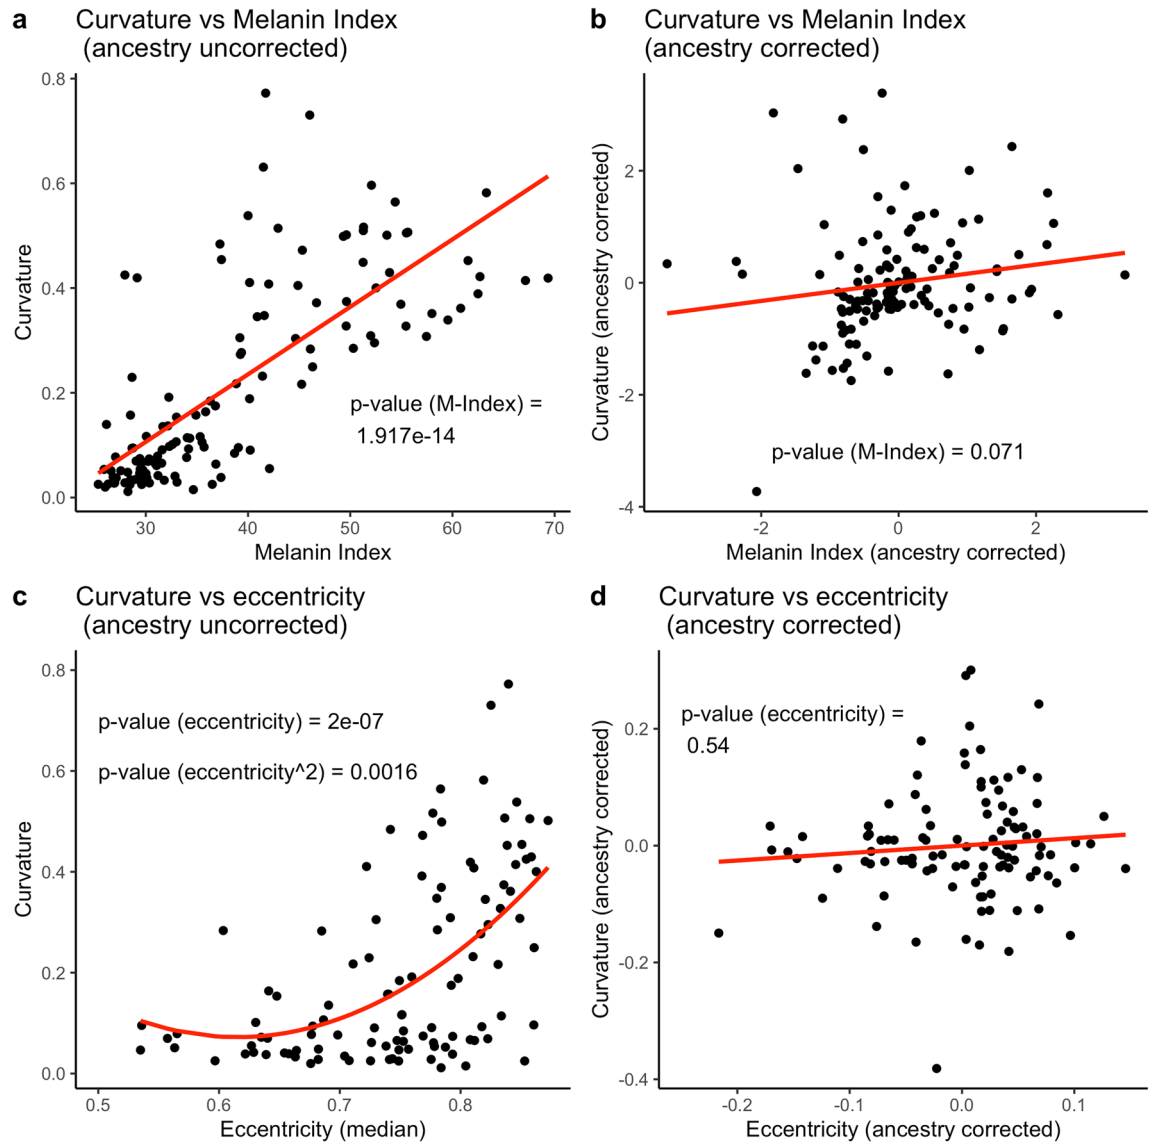 a
Curvature vs Melanin Index
(ancestry uncorrected)
0.8
0.6
0.4
0.2
0.0
Curvature
p-value (M-Index) =
1.917e-14
30
40
50
60
70
Melanin Index
b
Curvature vs Melanin Index
(ancestry corrected)
2
0
-2
-4
Curvature (ancestry corrected)
p-value (M-Index) = 0.071
-2
0
2
Melanin Index (ancestry corrected)
c
Curvature vs eccentricity
(ancestry uncorrected)
0.8
0.6
0.4
0.2
0.0
Curvature
p-value (eccentricity) = 2e-07
p-value (eccentricity^2) = 0.0016
0.5
0.6
0.7
0.8
Eccentricity (median)
d
Curvature vs eccentricity
(ancestry corrected)
0.2
0.0
-0.2
-0.4
Curvature (ancestry corrected)
p-value (eccentricity) =
0.54
-0.2
-0.1
0.0
0.1
Eccentricity (ancestry corrected)